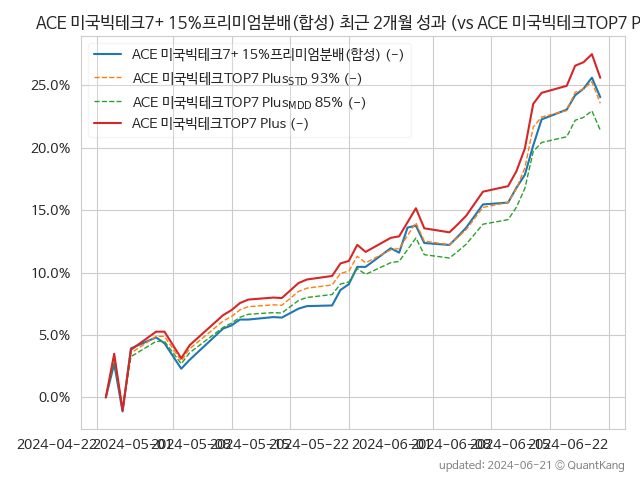 ACE 미국빅테크7+ 15%프리미엄분배(합성) 최근 2개월 성과 (vs ACE 미국빅테크TOP7 P
ACE 미국빅테크7+ 15%프리미엄분배(합성) (-)
ACE 미국빅테크TOP7 PlusSTD 93% (-)
ACE 미국빅테크TOP7 PlusMDD 85% (-)
ACE 미국빅테크TOP7 Plus (-)
25.0%
20.0%
15.0%
10.0%
5.0%
0.0%
2024-04-22 2024-05-01 2024-05-08 2024-05-15 2024-05-22 2024-06-01 2024-06-08 2024-06-15 2024-06-22
updated: 2024-06-21 © QuantKang